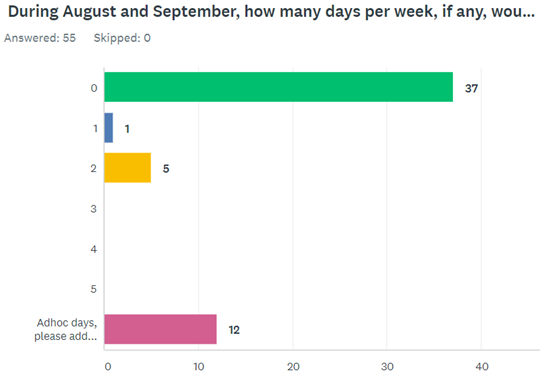 During August and September, how many days per week, if any, wou...
Answered: 55 Skipped: 0
0
37
1
1
2
5
3
4
5
Adhoc days,
please add...
12
0 10 20 30 40